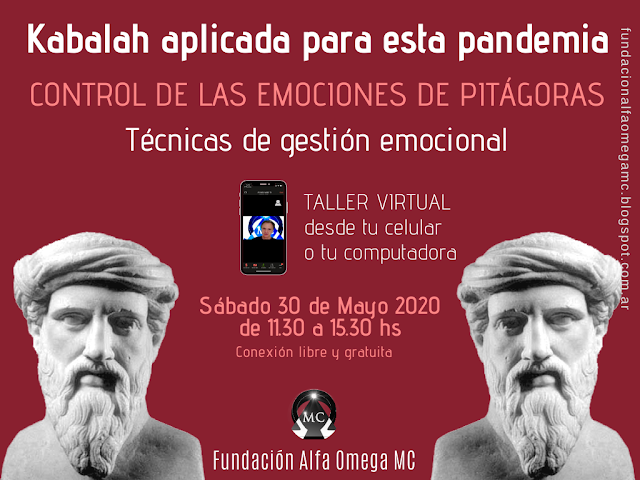 Kabalah aplicada para esta pandemia
CONTROL DE LAS EMOCIONES DE PITÁGORAS
Técnicas de gestión emocional
TALLER VIRTUAL
desde tu celular
o tu computadora
Sábado 30 de Mayo 2020
de 11.30 a 15.30 hs
Conexión libre y gratuita
MC
Fundación Alfa Omega MC
fundacionalfaomegamc.blogspot.com.ar